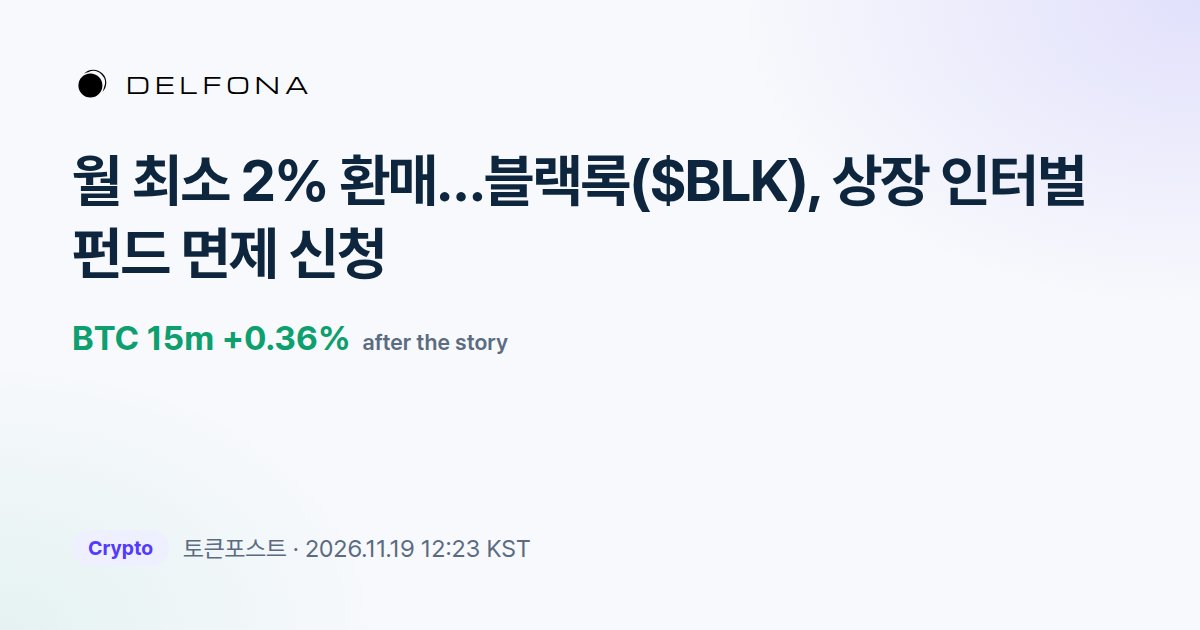 DELFONA
월 최소 2% 환매...블랙록($BLK), 상장 인터벌
펀드 면제 신청
BTC 15m +0.36% after the story
Crypto 토큰포스트 · 2026.11.19 12:23 KST